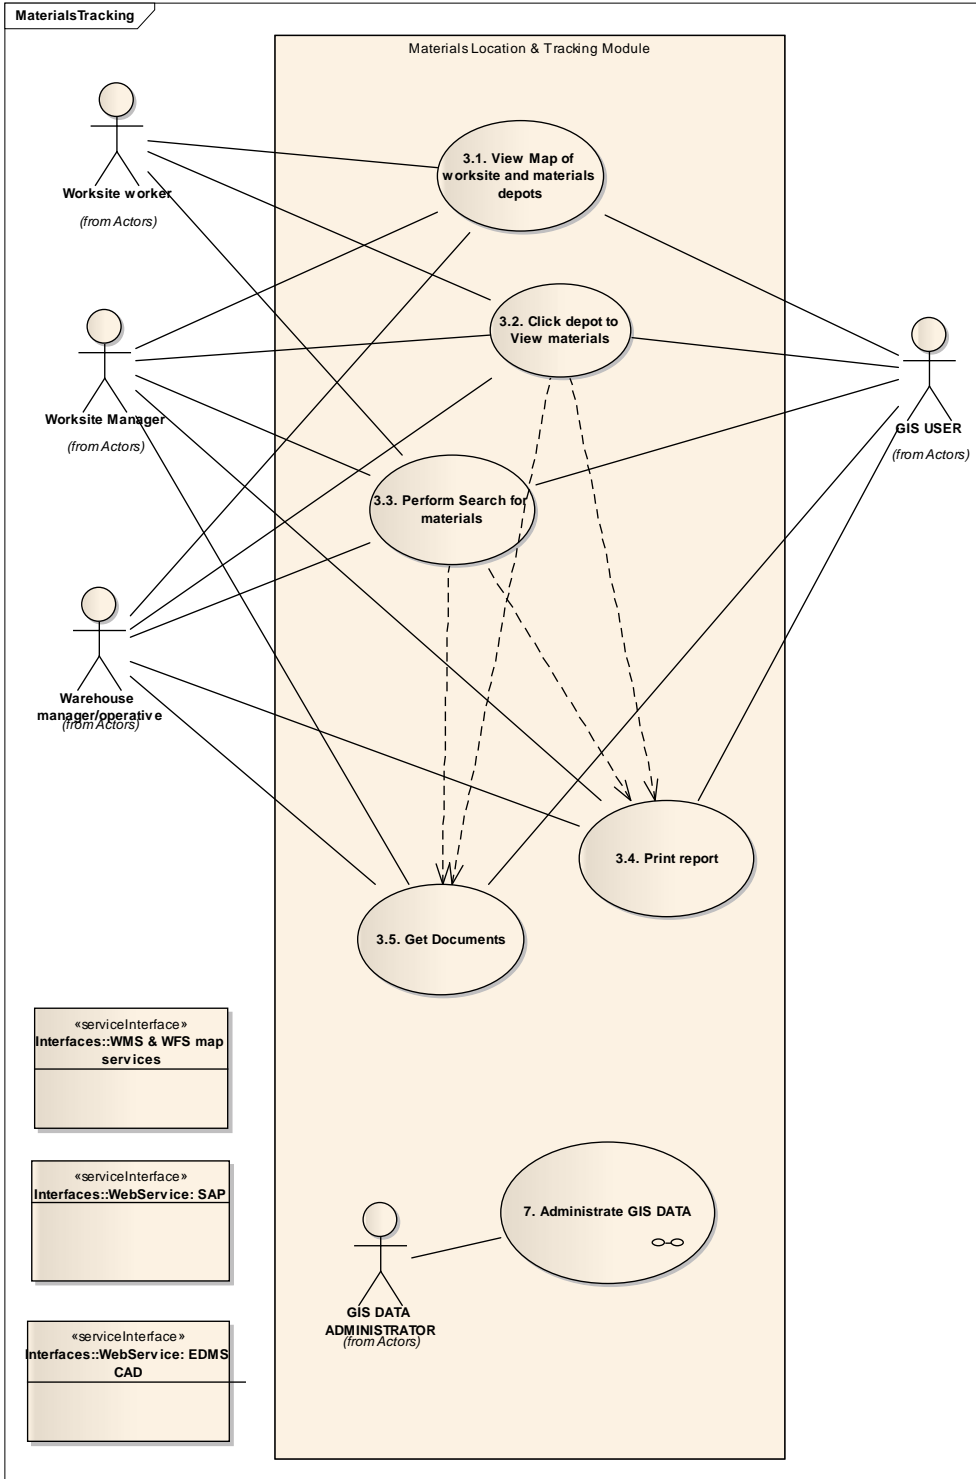 MaterialsTracking
Materials Location & Tracking Module
Worksite worker
(from Actors)
3.1. View Map of
worksite and materials
depots
3.2. Click depot to
View materials
Worksite Manager
(from Actors)
GIS USER
(from Actors)
3.3. Perform Search for
materials
Warehouse
manager/operative
(from Actors)
3.4. Print report
3.5. Get Documents
«serviceInterface»
Interfaces::WMS & WFS map
services
«serviceInterface»
Interfaces::WebService: SAP
7. Administrate GIS DATA
GIS DATA
ADMINISTRATOR
(from Actors)
«serviceInterface»
Interfaces::WebService: EDMS
CAD